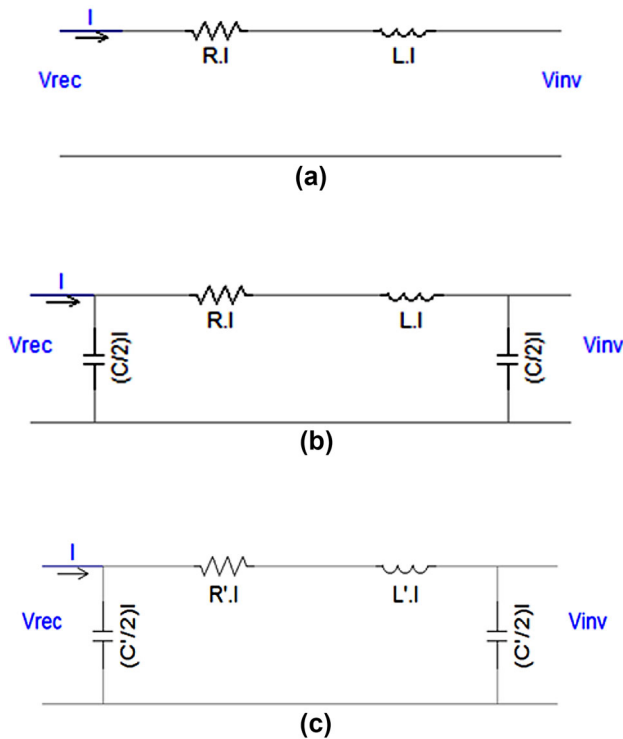 I
Vrec
R.I
L.I
Vinv
(a)
I
Vrec
(C/2)I
R.I
L.I
(C/2)I
Vinv
(b)
I
Vrec
(C'/2)I
R'.I
L'.I
(C'/2)I
Vinv
(c)